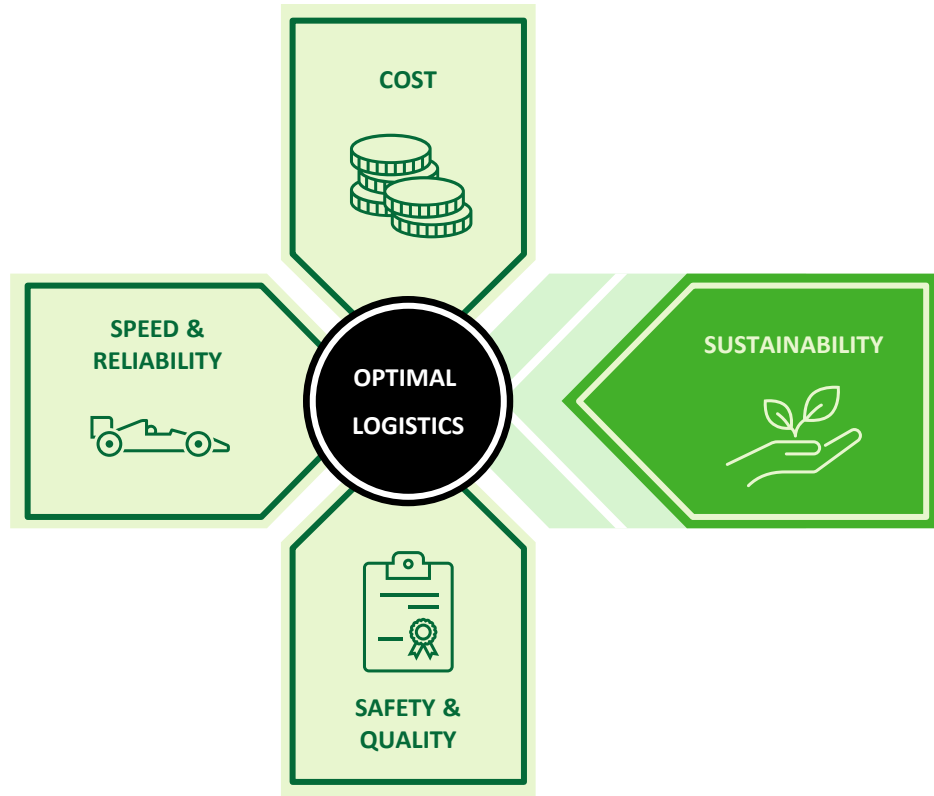 COST
SPEED &
RELIABILITY
OPTIMAL
LOGISTICS
SUSTAINABILITY
SAFETY &
QUALITY